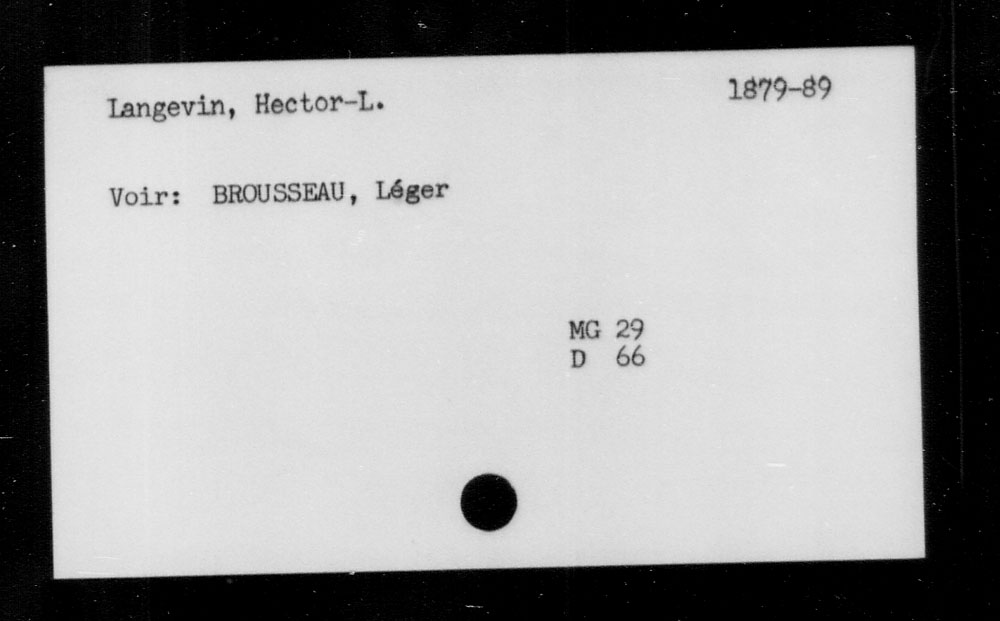 Langevin, Hector-L. 1879-89
Voir: BROUSSEAU, Léger
MG 29
D 66